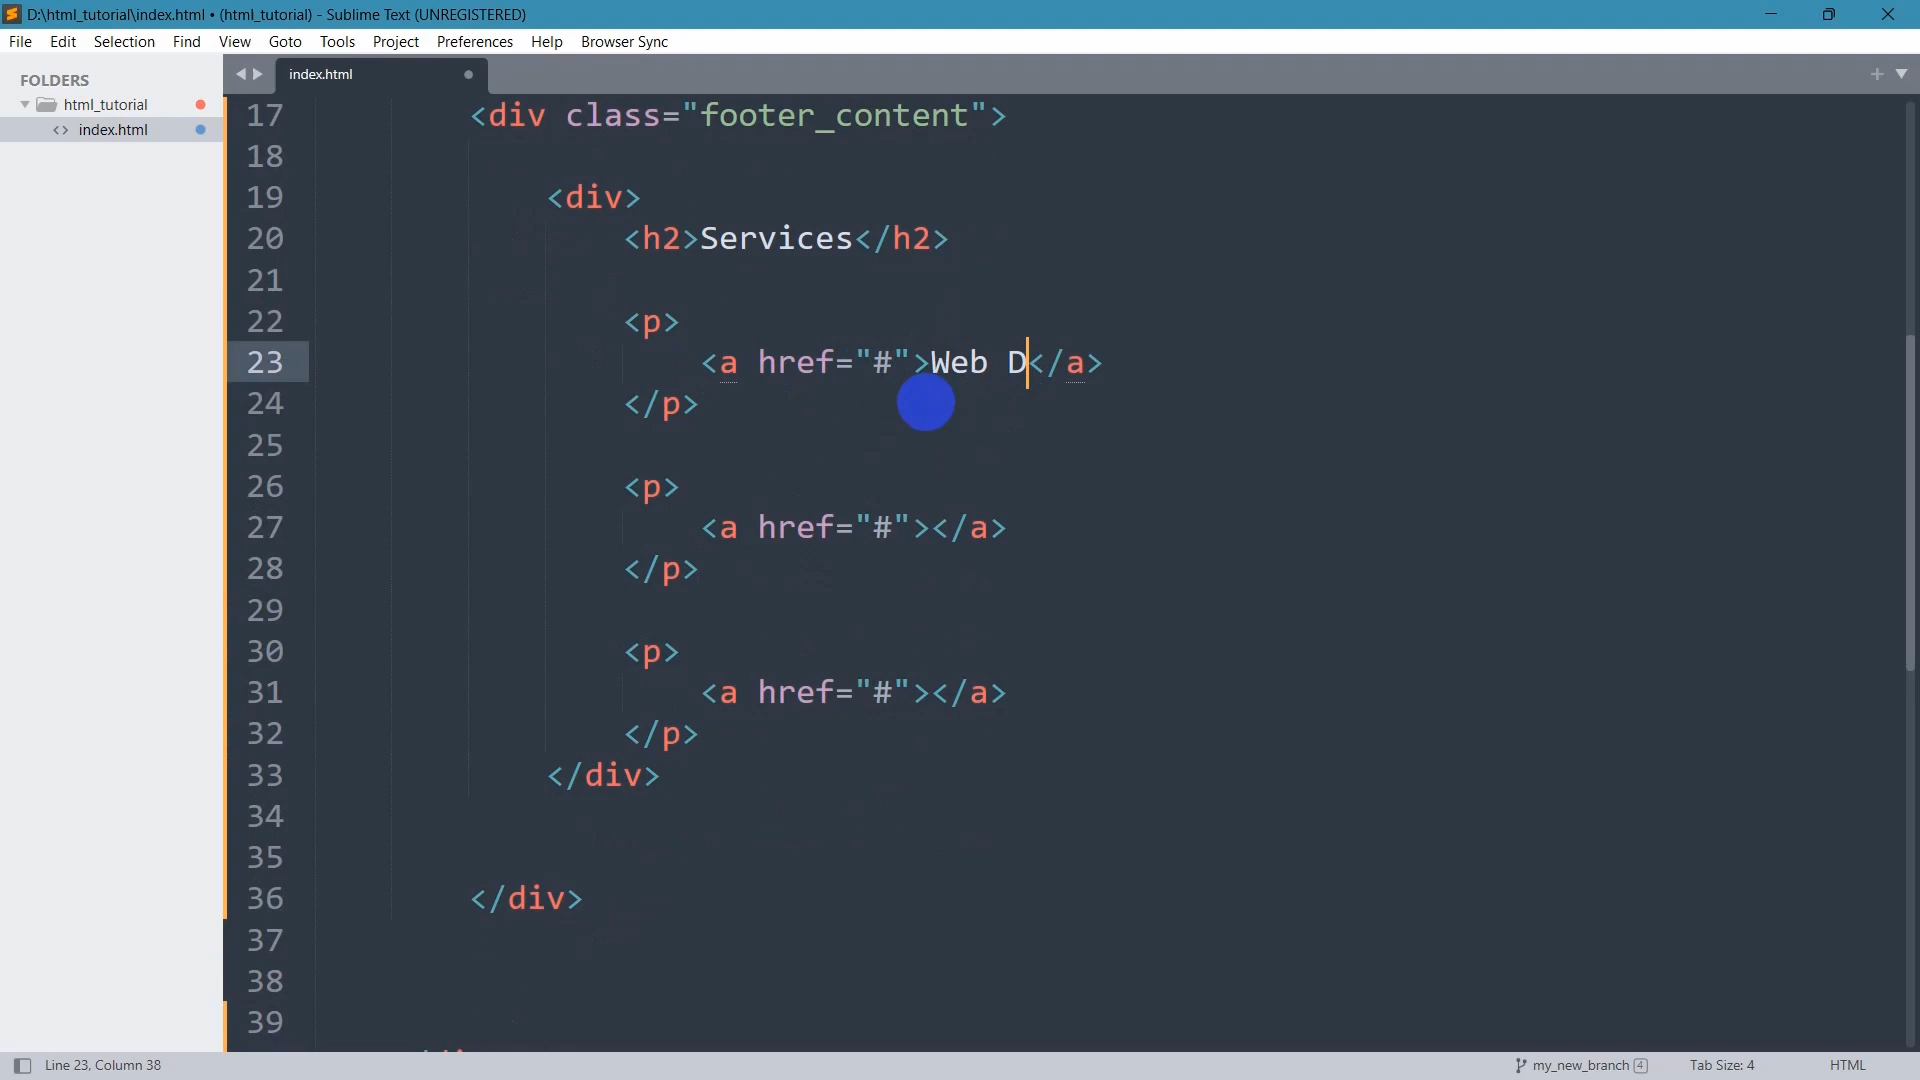 D:\html_tutorial\index.html • (html_tutorial) - Sublime Text (UNREGISTERED)
File Edit Selection Find View Goto Tools Project Preferences Help Browser Sync
FOLDERS
html_tutorial
index.html
index.html
17 <div class="footer_content">
18
19 <div>
20 <h2>Services</h2>
21
22 <p>
23 <a href="#">Web D</a>
24 </p>
25
26 <p>
27 <a href="#"></a>
28 </p>
29
30 <p>
31 <a href="#"></a>
32 </p>
33 </div>
34
35
36 </div>
37
38
39
Line 23, Column 38 my_new_branch 4 Tab Size: 4 HTML